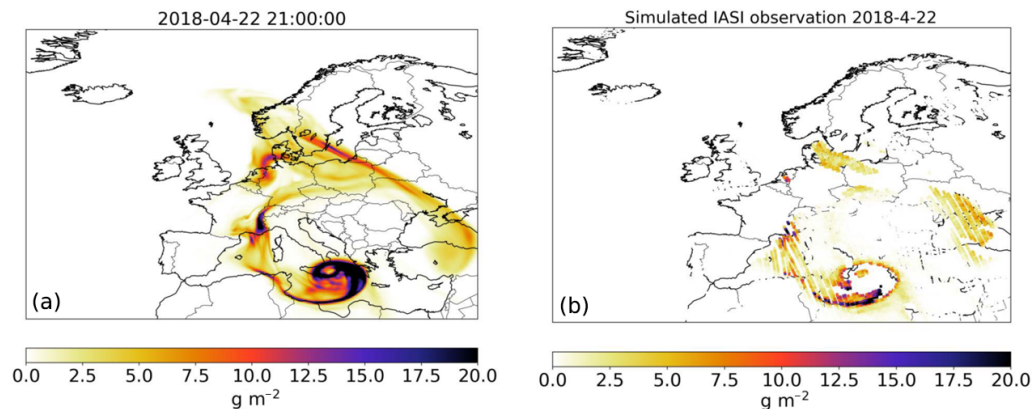 2018-04-22 21:00:00
(a)
0.0 2.5 5.0 7.5 10.0 12.5 15.0 17.5 20.0
g m⁻²
Simulated IASI observation 2018-4-22
(b)
0.0 2.5 5.0 7.5 10.0 12.5 15.0 17.5 20.0
g m⁻²